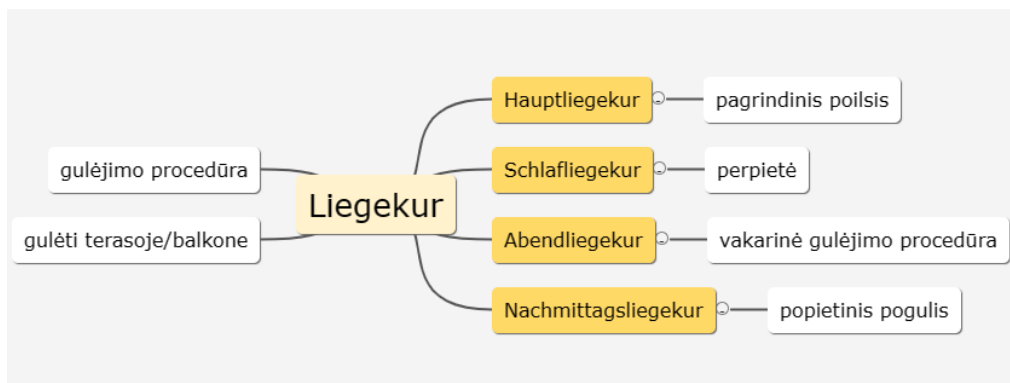 Hauptliegekur
pagrindinis poilsis
gulėjimo procedūra
Schlafliegekur
perpietė
Liegekur
gulėti terasoje/balkone
Abendliegekur
vakarinė gulėjimo procedūra
Nachmittagsliegekur
popietinis pogulis